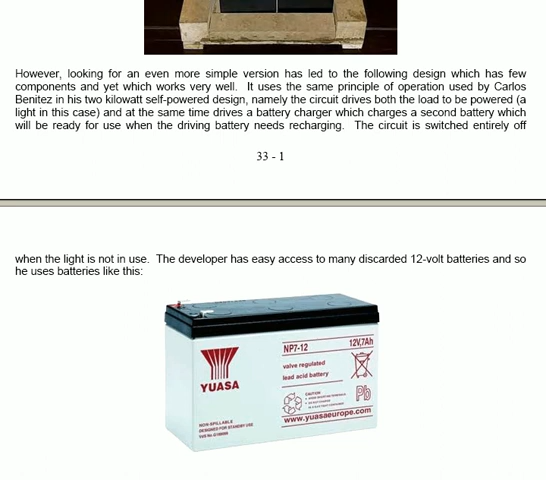 However, looking for an even more simple version has led to the following design which has few
components and yet which works very well.  It uses the same principle of operation used by Carlos
Benitez in his two kilowatt self-powered design, namely the circuit drives both the load to be powered (a
light in this case) and at the same time drives a battery charger which charges a second battery which
will be ready for use when the driving battery needs recharging.  The circuit is switched entirely off
33 - 1
when the light is not in use.  The developer has easy access to many discarded 12-volt batteries and so
he uses batteries like this:
NP7-12 12V,7Ah
valve regulated
lead acid battery
YUASA
CAUTION
Pb
NON-SPILLABLE
DESIGNED FOR STANDBY USE
www.yuasaeurope.com